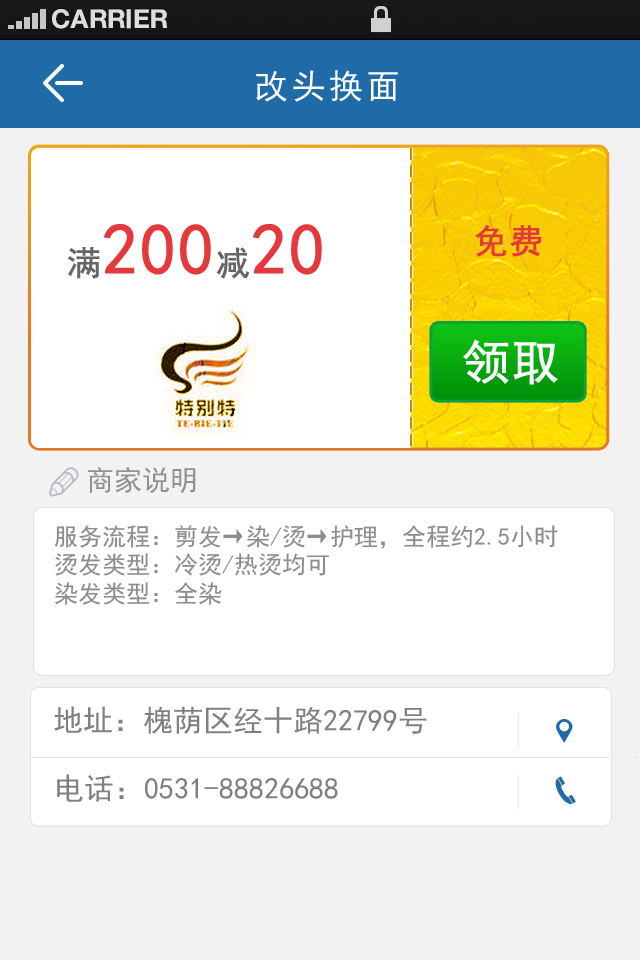 CARRIER
改头换面
满200减20
免费
领取
特别特
TE-BIE-TE
商家说明
服务流程：剪发➞染/烫➞护理，全程约2.5小时
烫发类型：冷烫/热烫均可
染发类型：全染
地址：槐荫区经十路22799号
电话：0531-88826688